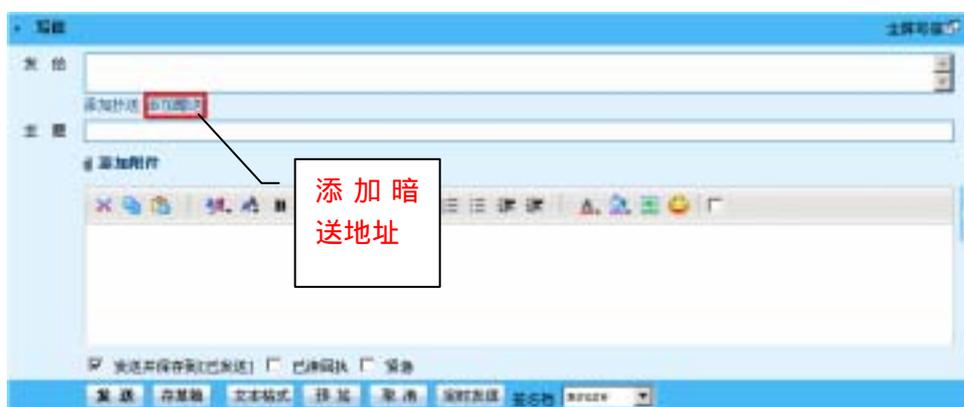 写信
全屏写信
发 给
添加抄送 添加暗送
主 题
添加附件
添 加 暗
送地址
发送并保存到[已发送] 已读回执 紧急
发 送 存草稿 文本格式 预 览 取 消 定时发送 签名档